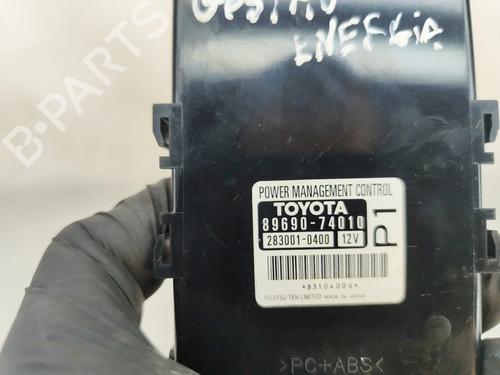 GESTÃO
ENERGIA
B-PARTS
POWER MANAGEMENT CONTROL
TOYOTA
89690-74010
283001-0400 12V
P1
*83104009*
FUJITSU TEN LIMITED MADE IN JAPAN
>PC+ABS<